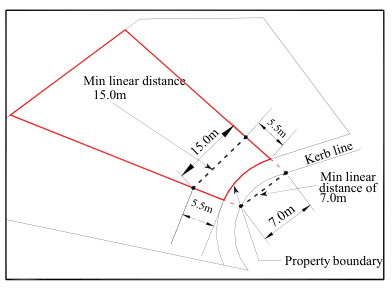 Min linear distance
15.0m
15.0m
5.5m
Kerb line
5.5m
Min linear
distance of
7.0m
7.0m
Property boundary